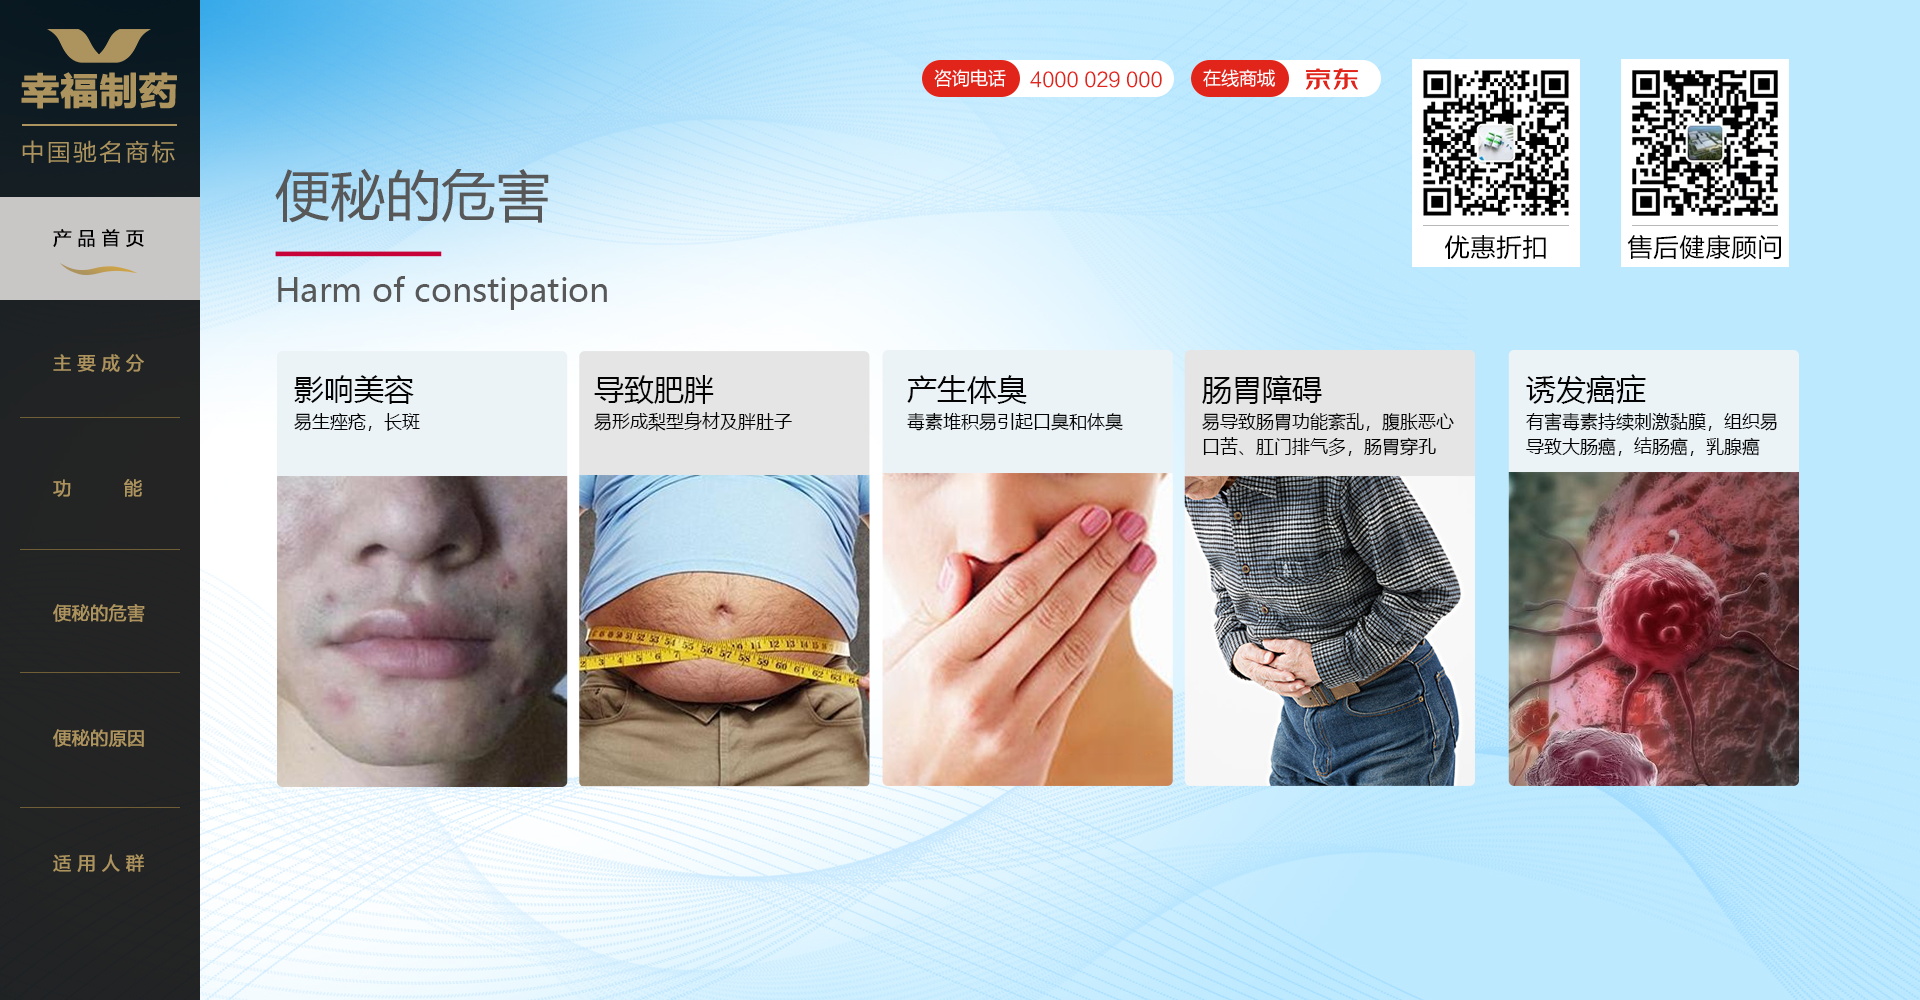 幸福制药
中国驰名商标
产品首页
主要成分
功 能
便秘的危害
便秘的原因
适用人群
咨询电话 4000 029 000
在线商城 京东
优惠折扣
售后健康顾问
便秘的危害
Harm of constipation
影响美容
易生痤疮，长斑
导致肥胖
易形成梨型身材及胖肚子
产生体臭
毒素堆积易引起口臭和体臭
肠胃障碍
易导致肠胃功能紊乱，腹胀恶心
口苦、肛门排气多，肠胃穿孔
诱发癌症
有害毒素持续刺激黏膜，组织易
导致大肠癌，结肠癌，乳腺癌